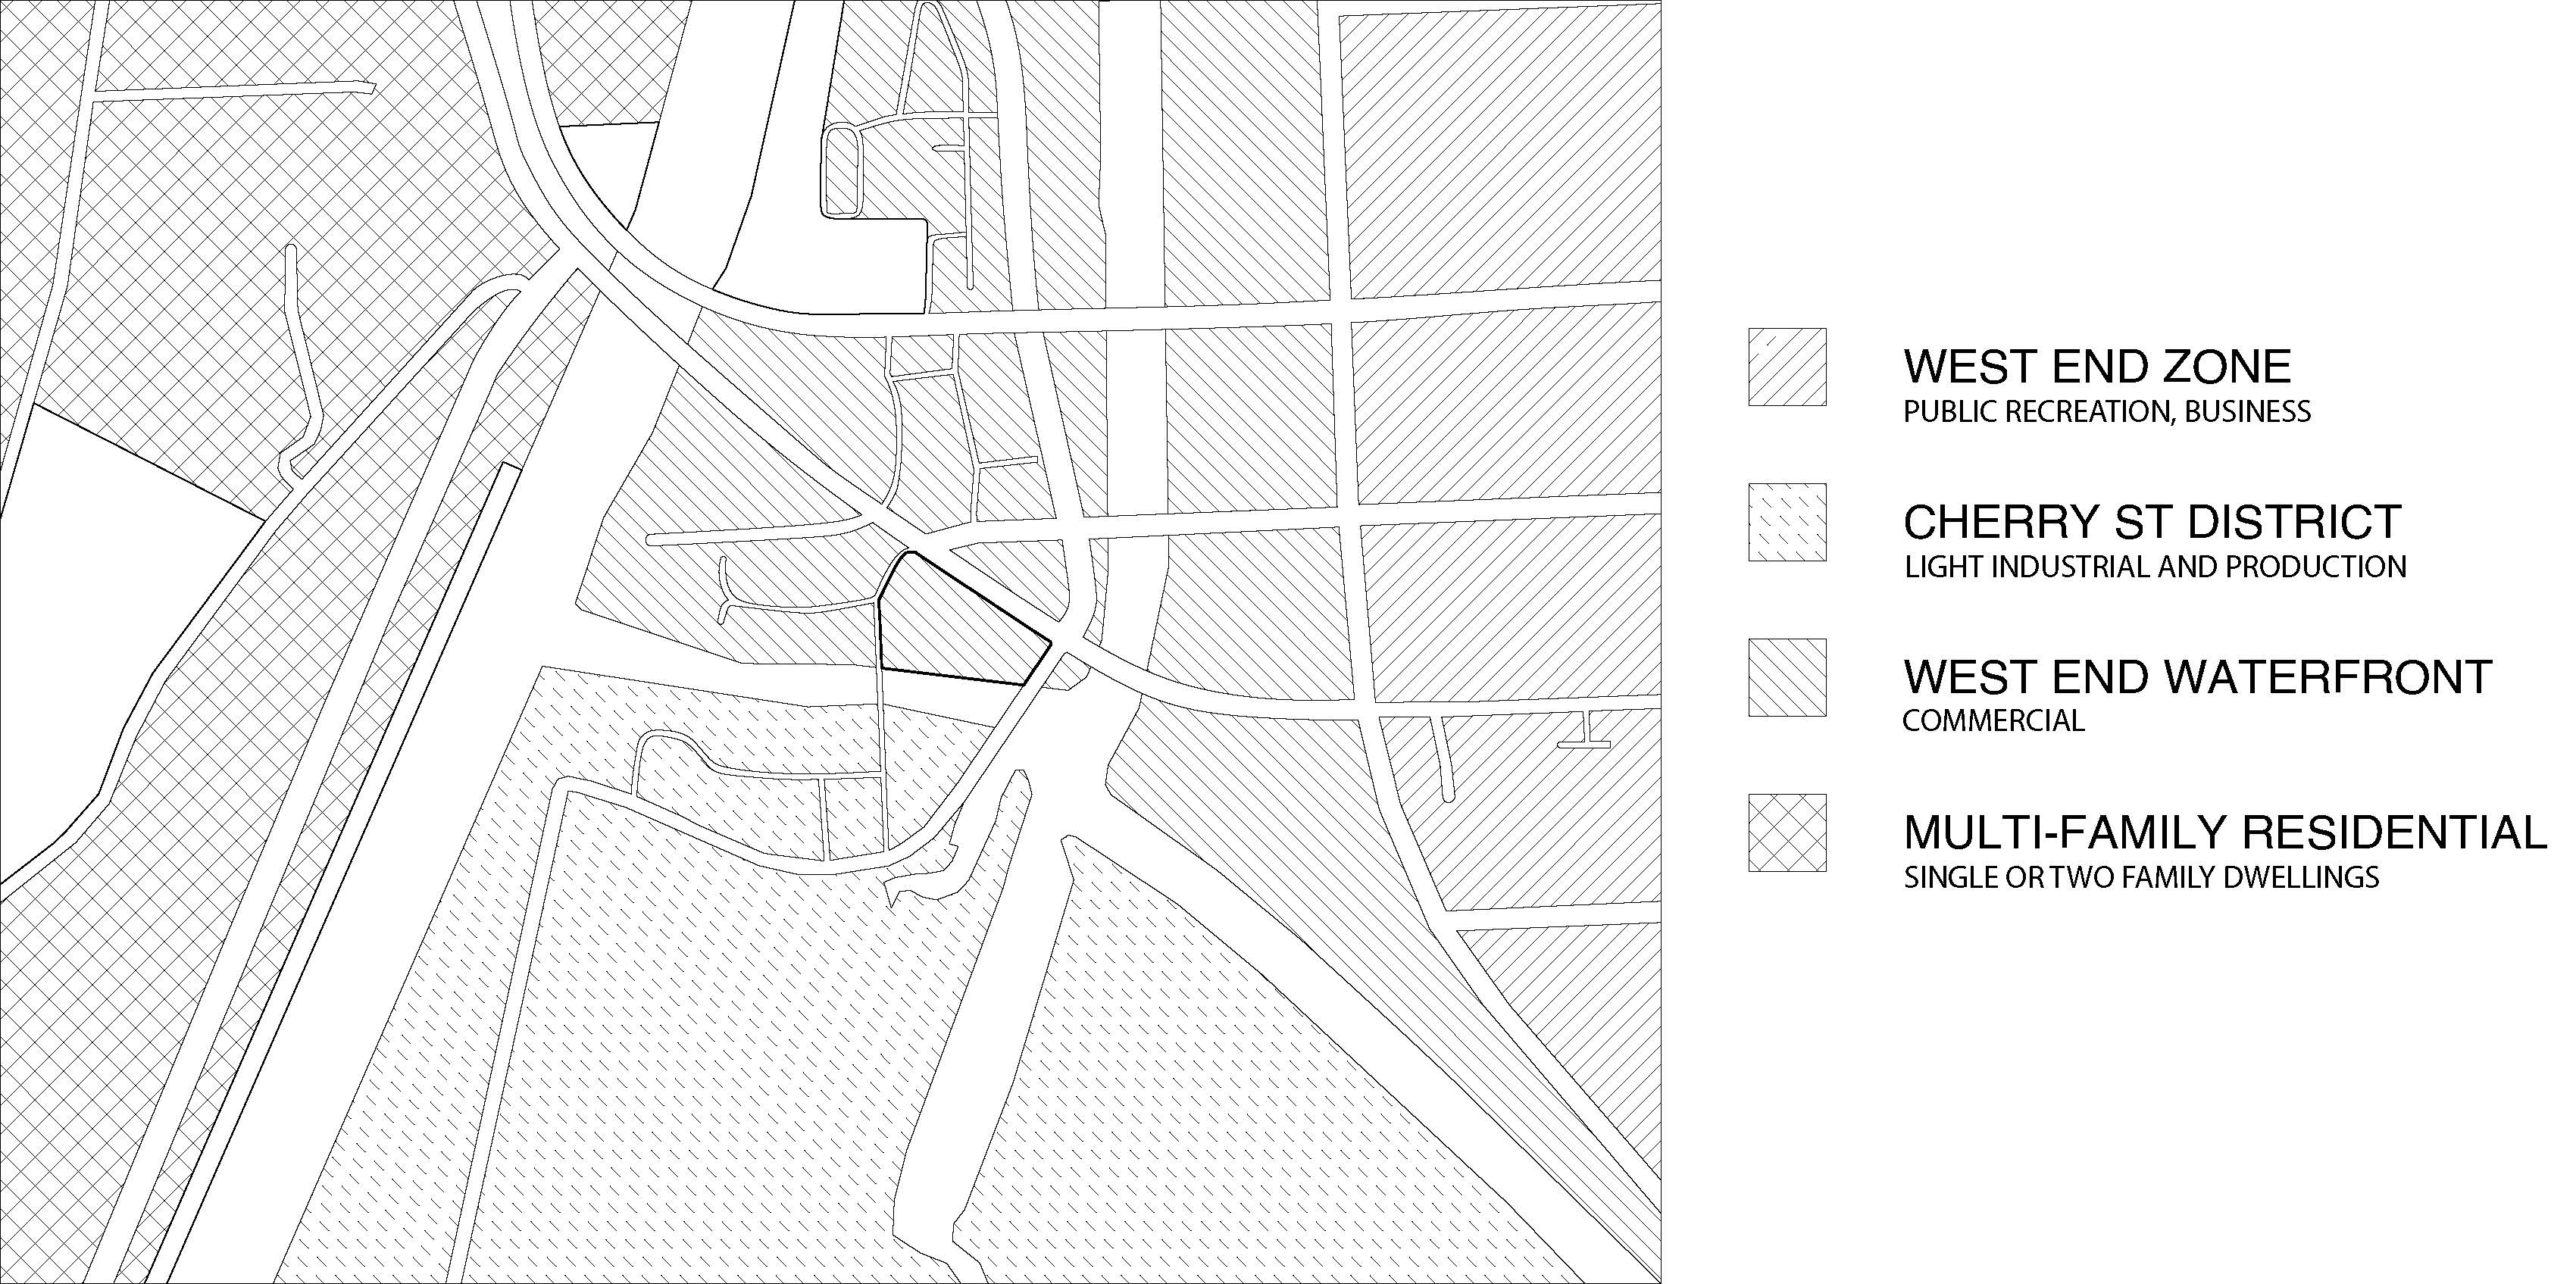 WEST END ZONE
PUBLIC RECREATION, BUSINESS
CHERRY ST DISTRICT
LIGHT INDUSTRIAL AND PRODUCTION
WEST END WATERFRONT
COMMERCIAL
MULTI-FAMILY RESIDENTIAL
SINGLE OR TWO FAMILY DWELLINGS